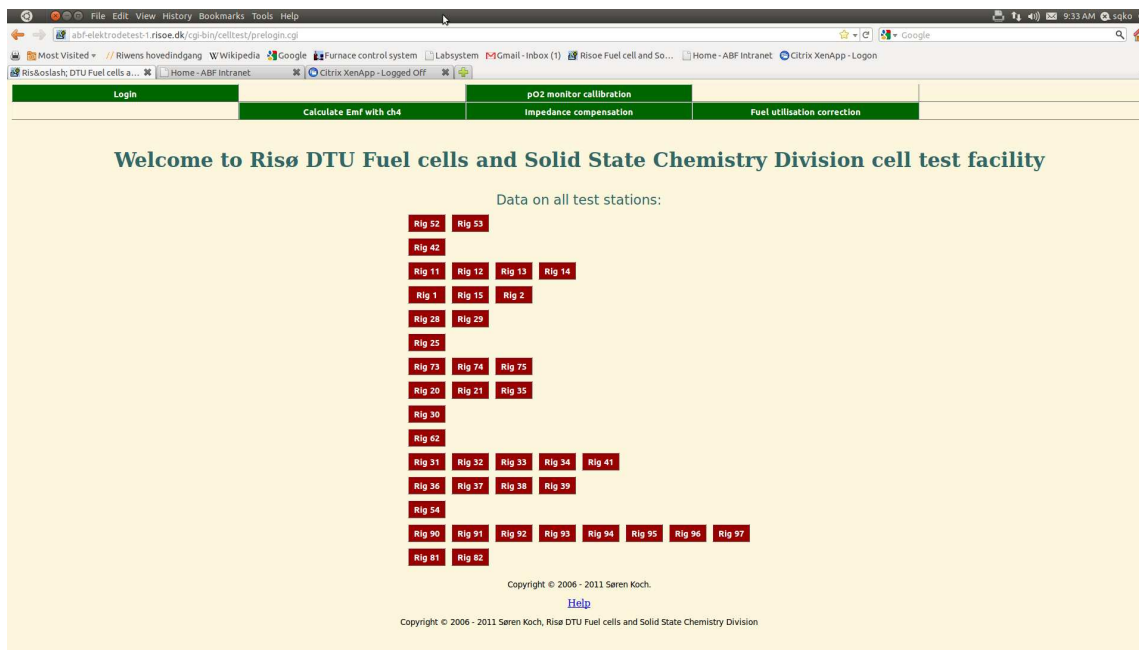 File Edit View History Bookmarks Tools Help 9:33 AM sqko
abf-elektrodetest-1.risoe.dk/cgi-bin/celltest/prelogin.cgi Google
Most Visited Riwens hovedindgang Wikipedia Google Furnace control system Labsystem Gmail - Inbox (1) Risoe Fuel cell and So... Home - ABF Intranet Citrix XenApp - Logon
Ris&oslash; DTU Fuel cells a... Home - ABF Intranet Citrix XenApp - Logged Off
Login pO2 monitor callibration
Calculate Emf with ch4 Impedance compensation Fuel utilisation correction
Welcome to Risø DTU Fuel cells and Solid State Chemistry Division cell test facility
Data on all test stations:
Rig 52 Rig 53
Rig 42
Rig 11 Rig 12 Rig 13 Rig 14
Rig 1 Rig 15 Rig 2
Rig 28 Rig 29
Rig 25
Rig 73 Rig 74 Rig 75
Rig 20 Rig 21 Rig 35
Rig 30
Rig 62
Rig 31 Rig 32 Rig 33 Rig 34 Rig 41
Rig 36 Rig 37 Rig 38 Rig 39
Rig 54
Rig 90 Rig 91 Rig 92 Rig 93 Rig 94 Rig 95 Rig 96 Rig 97
Rig 81 Rig 82
Copyright © 2006 - 2011 Søren Koch.
Help
Copyright © 2006 - 2011 Søren Koch, Risø DTU Fuel cells and Solid State Chemistry Division